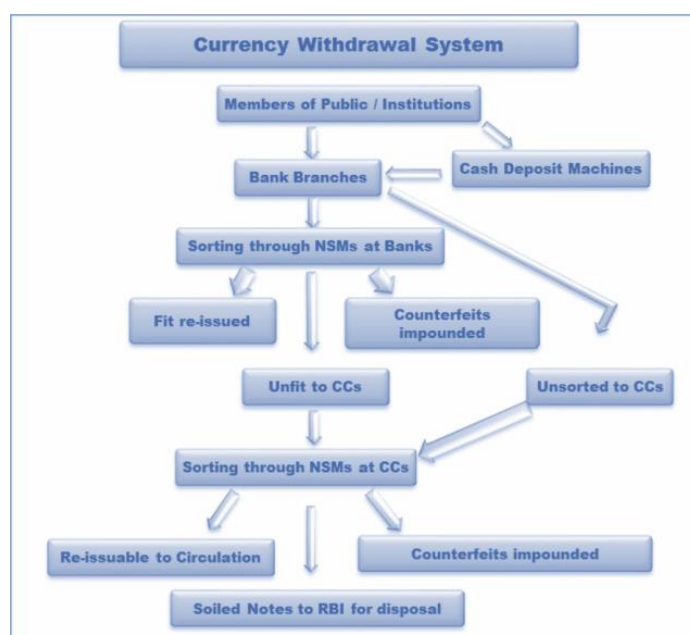 Currency Withdrawal System
Members of Public / Institutions
Bank Branches
Cash Deposit Machines
Sorting through NSMs at Banks
Fit re-issued
Counterfeits
impounded
Unfit to CCs
Unsorted to CCs
Sorting through NSMs at CCs
Re-issuable to Circulation
Counterfeits impounded
Soiled Notes to RBI for disposal